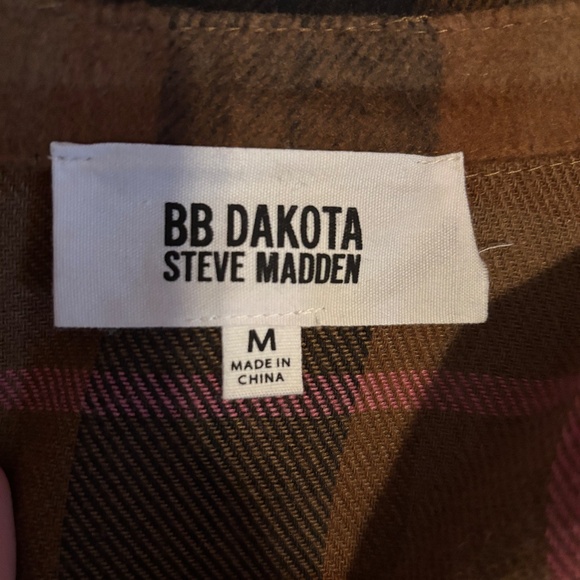 BB DAKOTA
STEVE MADDEN
M
MADE IN
CHINA